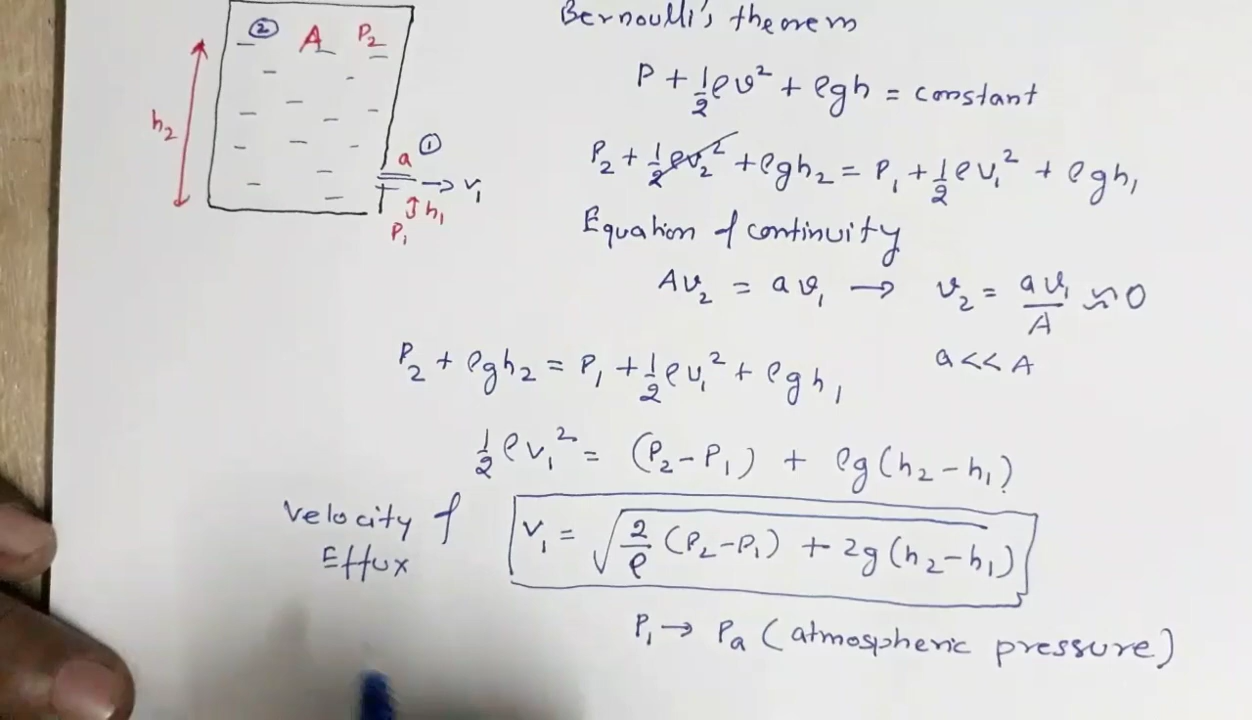 Bernoulli's theorem
② A P₂
h₂
a ①
v₁
h₁
P₁
P + ½ρv² + ρgh = constant
P₂ + ½ρv₂² + ρgh₂ = P₁ + ½ρv₁² + ρgh₁
Equation of continuity
Av₂ = av₁ → v₂ = av₁/A ≈ 0
a << A
P₂ + ρgh₂ = P₁ + ½ρv₁² + ρgh₁
½ρv₁² = (P₂-P₁) + ρg(h₂-h₁)
Velocity of
Effux
v₁ = √(2/ρ (P₂-P₁) + 2g(h₂-h₁))
P₁ → Pa (atmospheric pressure)